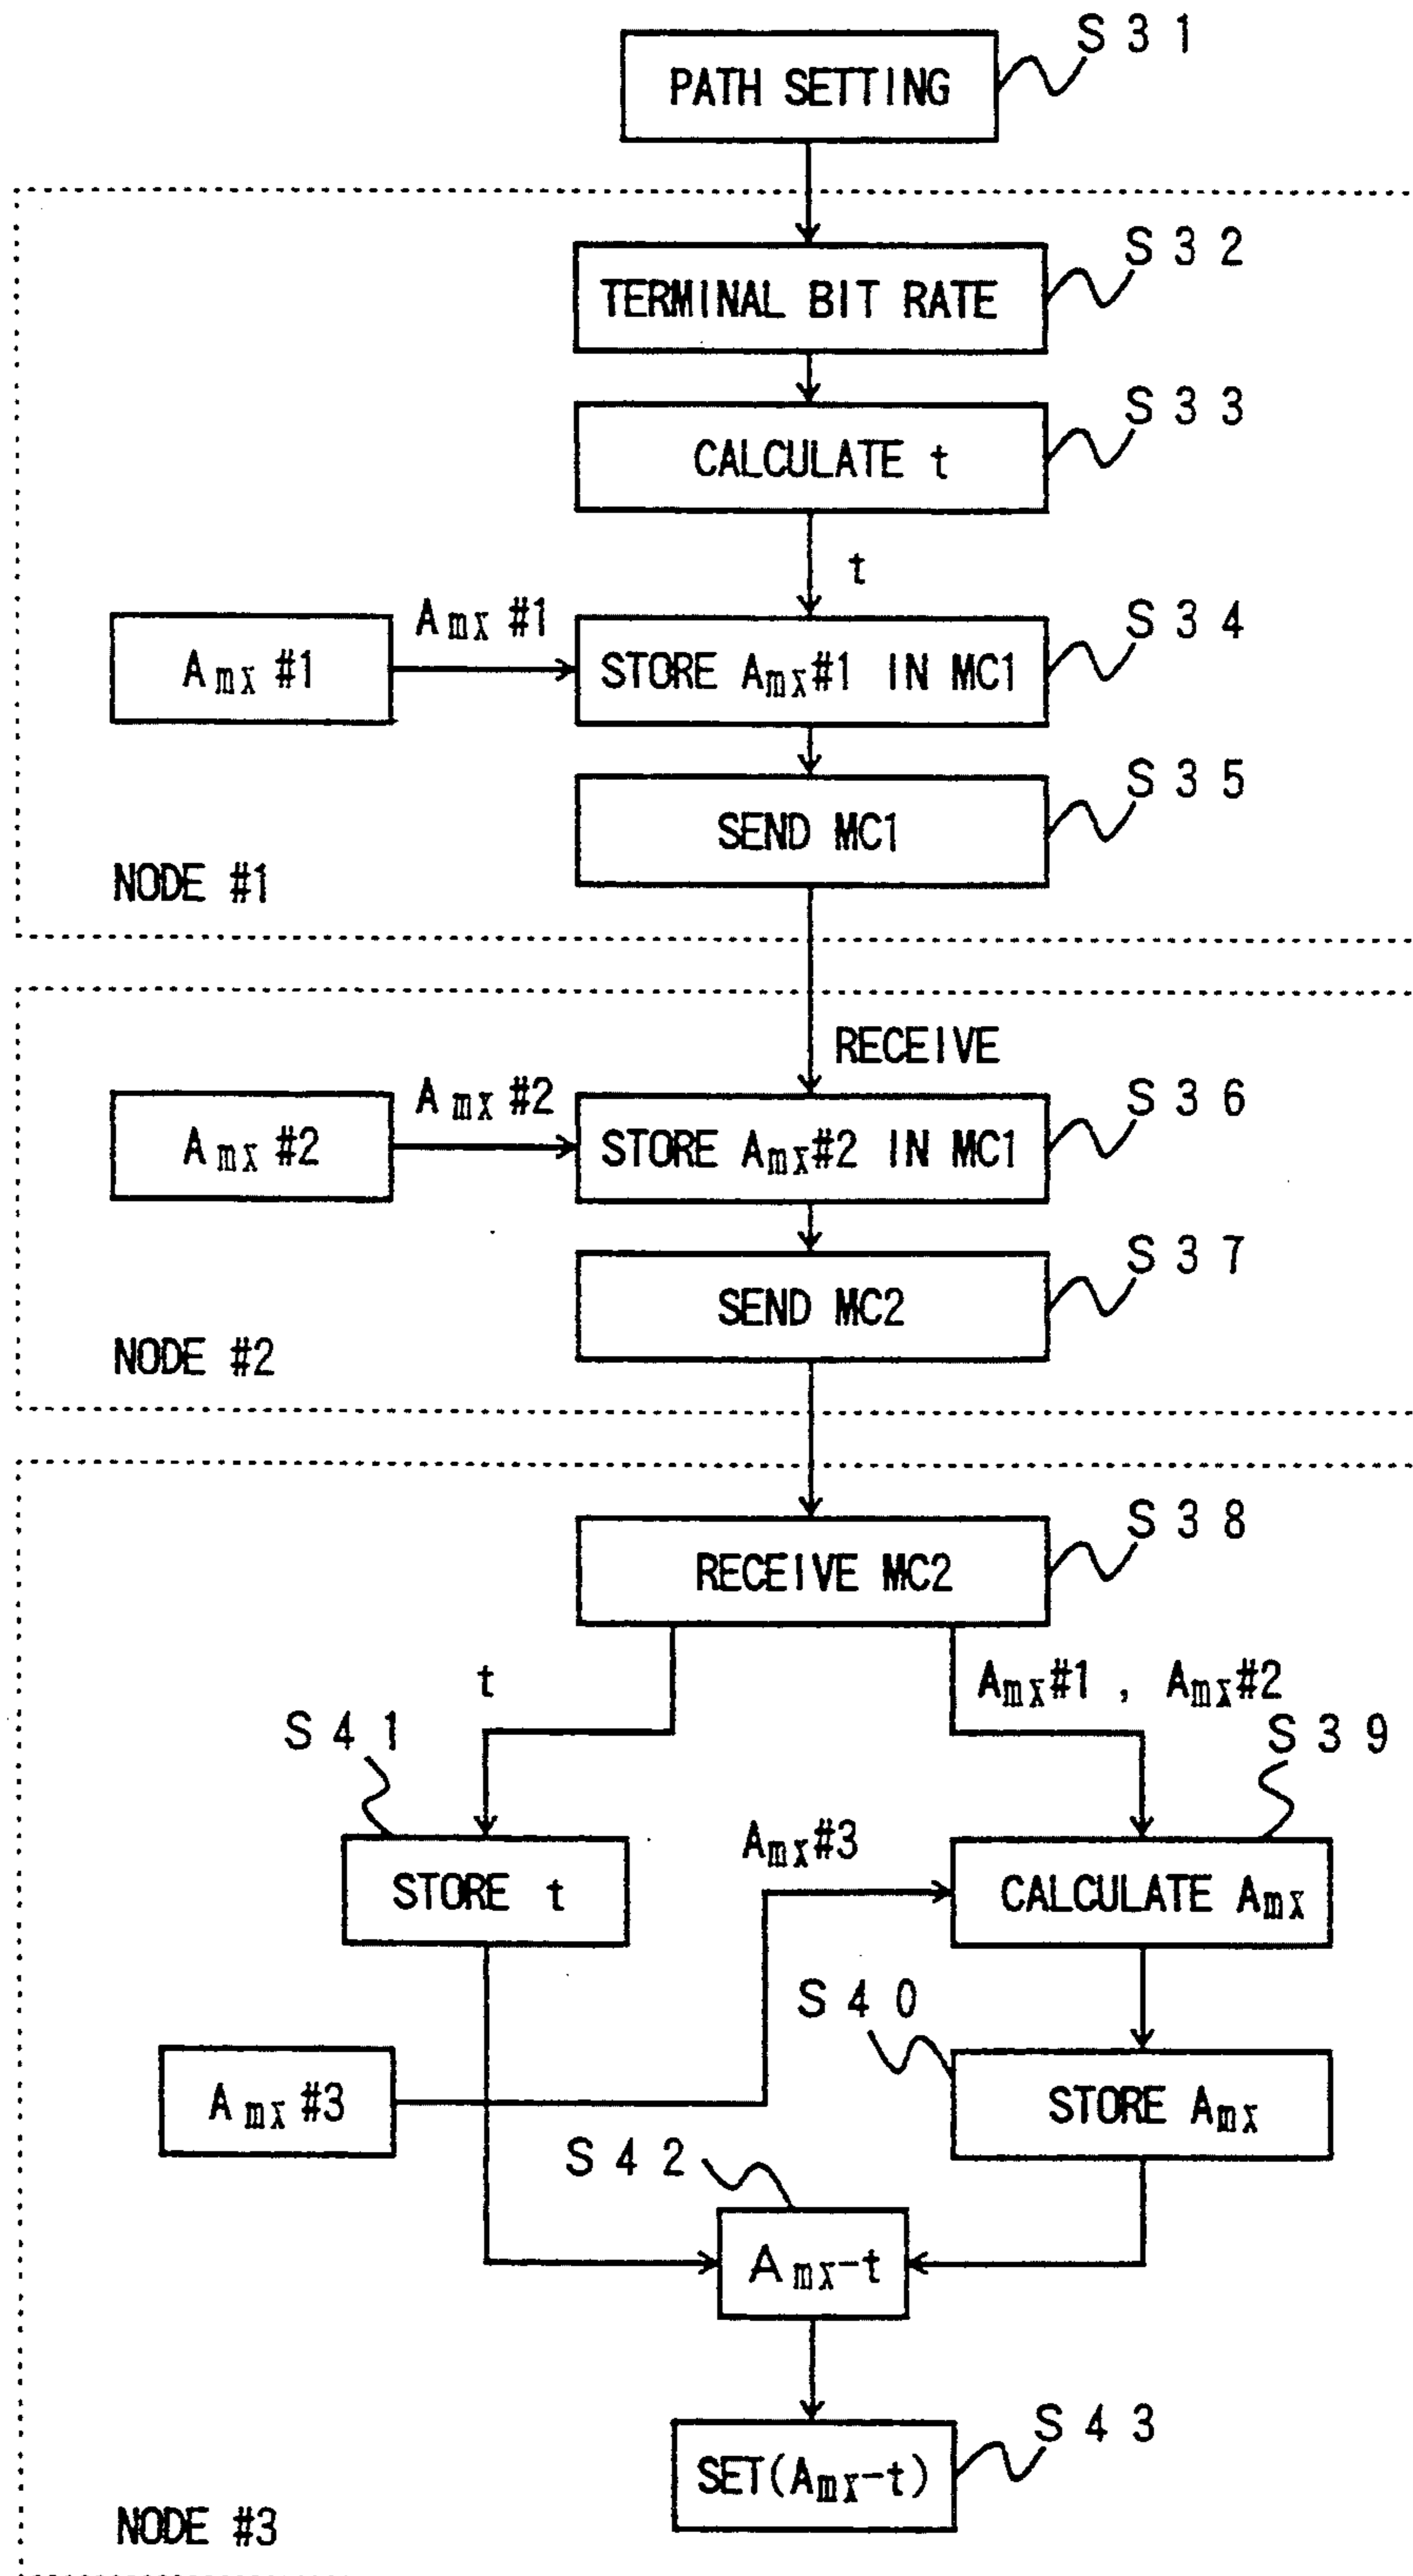 S31
PATH SETTING
S32
TERMINAL BIT RATE
S33
CALCULATE t
t
S34
Amx #1
Amx #1
STORE Amx#1 IN MC1
S35
SEND MC1
NODE #1
RECEIVE
S36
Amx #2
Amx #2
STORE Amx#2 IN MC1
S37
SEND MC2
NODE #2
S38
RECEIVE MC2
t
Amx#1 , Amx#2
S41
S39
Amx#3
STORE t
CALCULATE Amx
S40
Amx #3
STORE Amx
S42
Amx-t
S43
SET(Amx-t)
NODE #3